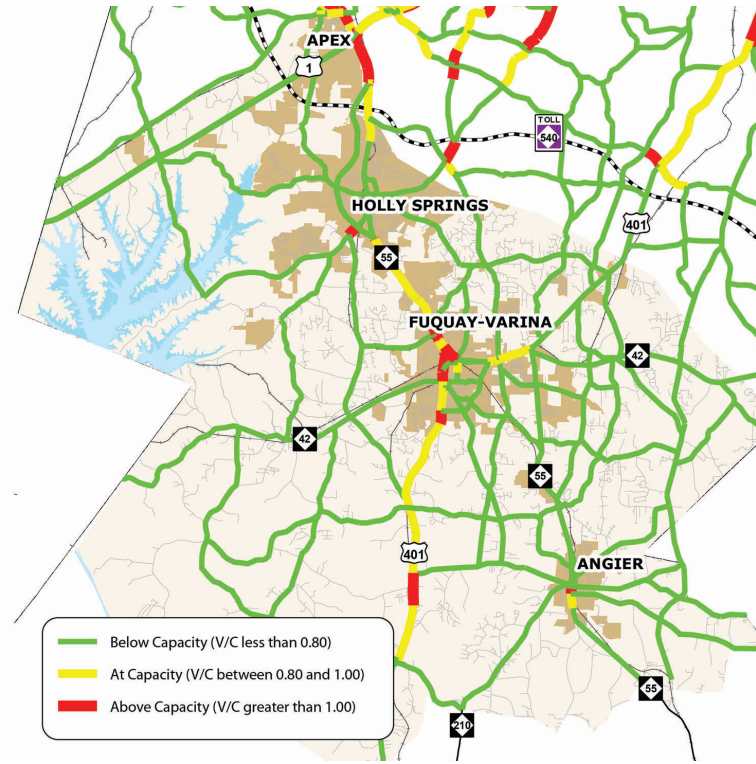 APEX
1
TOLL
540
HOLLY SPRINGS
401
55
FUQUAY-VARINA
42
42
55
401
ANGIER
Below Capacity (V/C less than 0.80)
At Capacity (V/C between 0.80 and 1.00)
Above Capacity (V/C greater than 1.00)
55
210